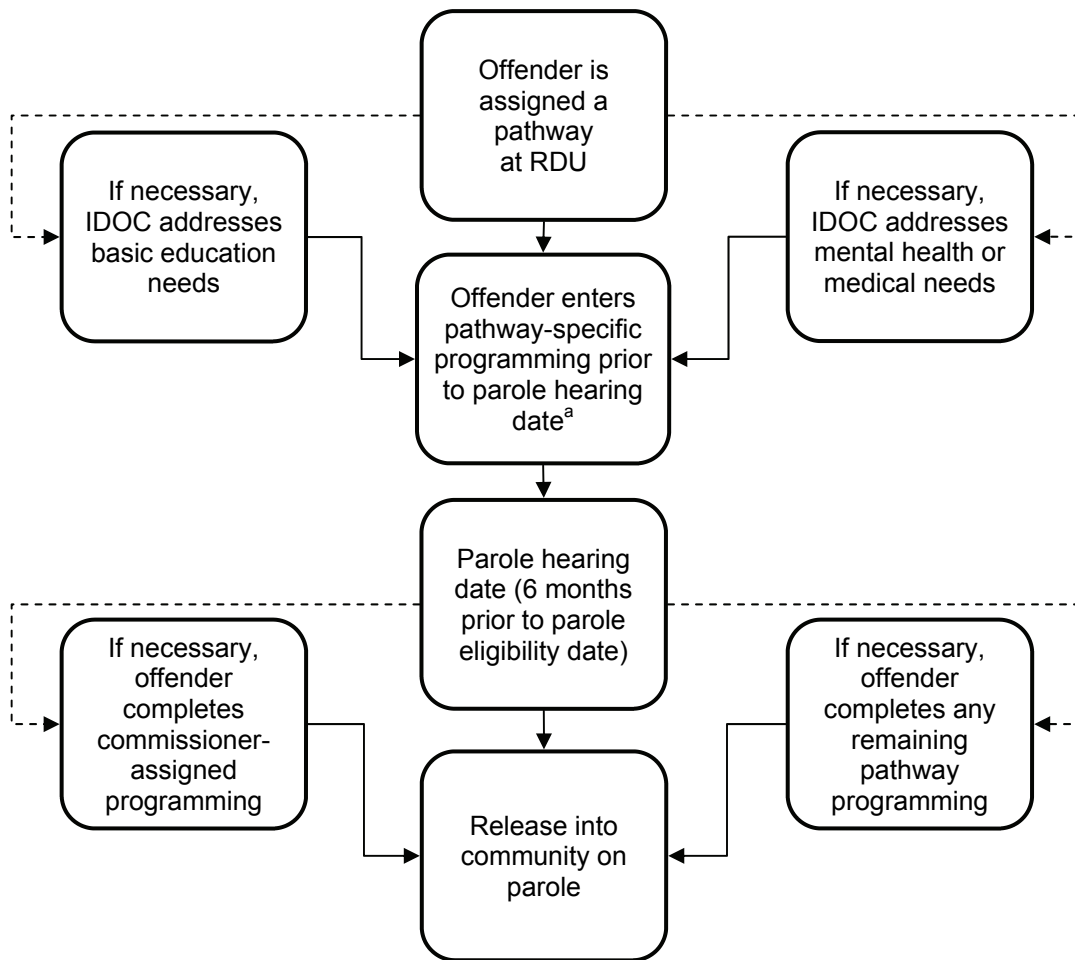 Offender is
assigned a
pathway
at RDU
If necessary,
IDOC addresses
basic education
needs
If necessary,
IDOC addresses
mental health or
medical needs
Offender enters
pathway-specific
programming prior
to parole hearing
dateᵃ
Parole hearing
date (6 months
prior to parole
eligibility date)
If necessary,
offender
completes
commissioner-
assigned
programming
If necessary,
offender
completes any
remaining
pathway
programming
Release into
community on
parole